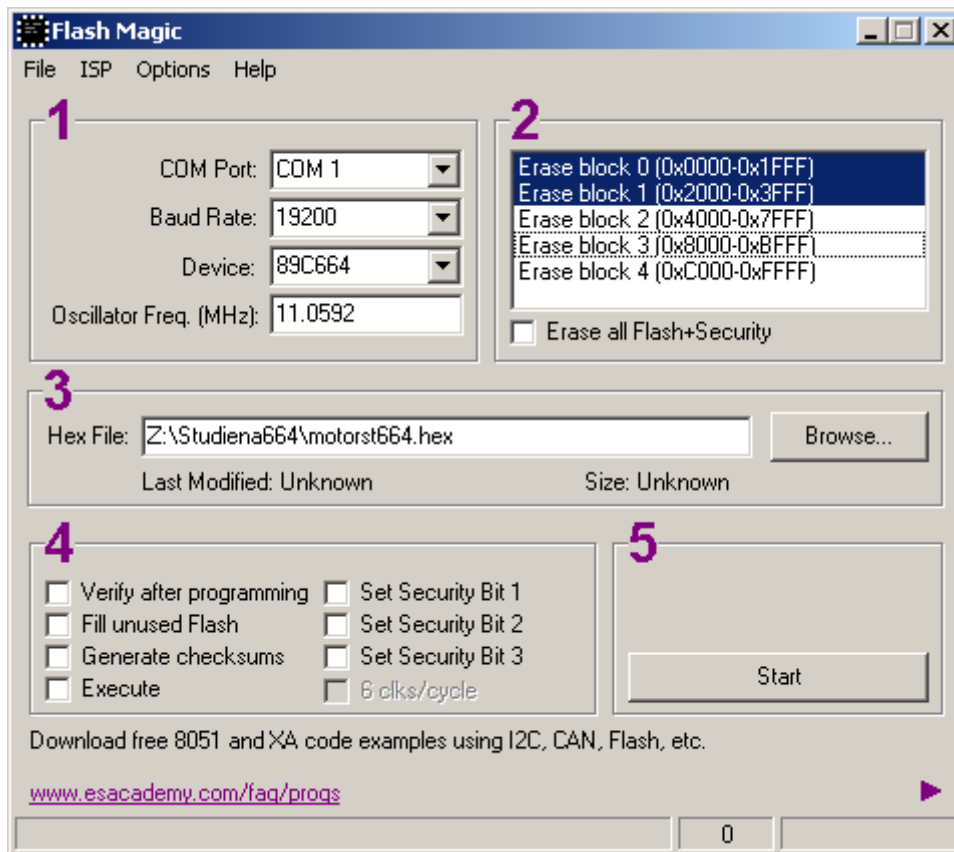 Flash Magic
File ISP Options Help
1
COM Port: COM 1
Baud Rate: 19200
Device: 89C664
Oscillator Freq. (MHz): 11.0592
2
Erase block 0 (0x0000-0x1FFF)
Erase block 1 (0x2000-0x3FFF)
Erase block 2 (0x4000-0x7FFF)
Erase block 3 (0x8000-0xBFFF)
Erase block 4 (0xC000-0xFFFF)
Erase all Flash+Security
3
Hex File: Z:\Studiena664\motorst664.hex Browse...
Last Modified: Unknown Size: Unknown
4
Verify after programming Set Security Bit 1
Fill unused Flash Set Security Bit 2
Generate checksums Set Security Bit 3
Execute 6 clks/cycle
5
Start
Download free 8051 and XA code examples using I2C, CAN, Flash, etc.
www.esacademy.com/faq/progs
0